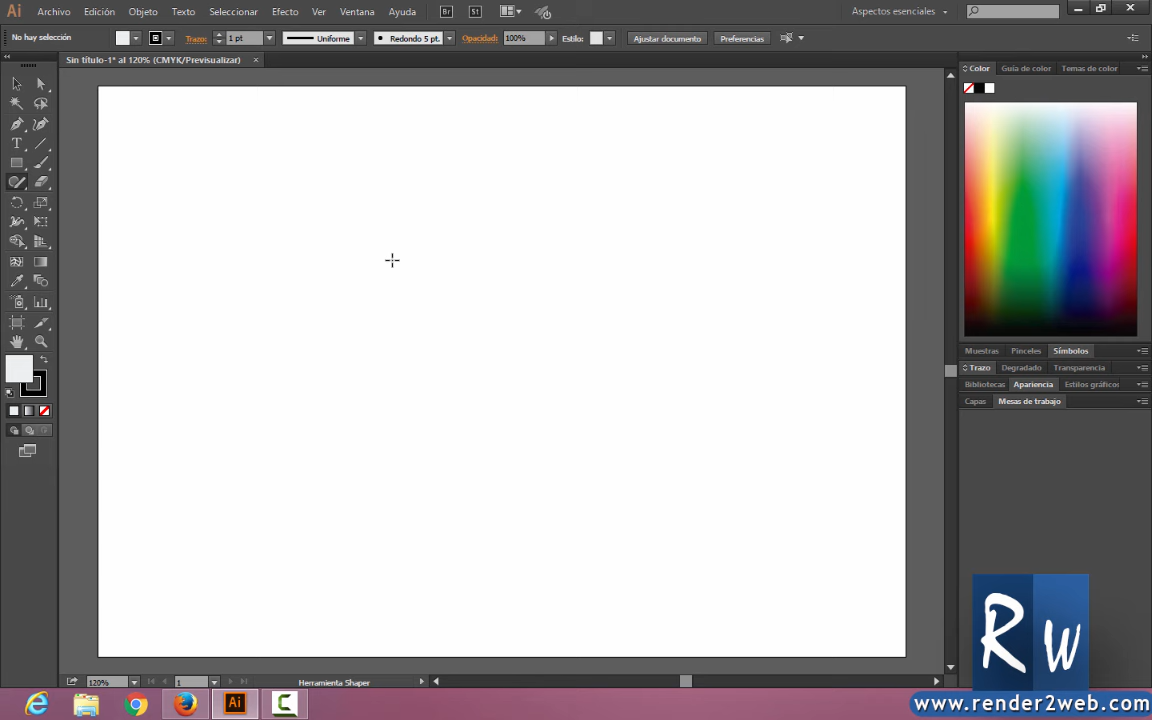 Ai Archivo Edición Objeto Texto Seleccionar Efecto Ver Ventana Ayuda Br St Aspectos esenciales
No hay selección Trazo: 1 pt Uniforme Redondo 5 pt. Opacidad: 100% Estilo: Ajustar documento Preferencias
Sin título-1* al 120% (CMYK/Previsualizar) ×
Color Guía de color Temas de color
T
Muestras Pinceles Símbolos
Trazo Degradado Transparencia
Bibliotecas Apariencia Estilos gráficos
Capas Mesas de trabajo
Rw
120% 1 Herramienta Shaper
Ai C
www.render2web.com